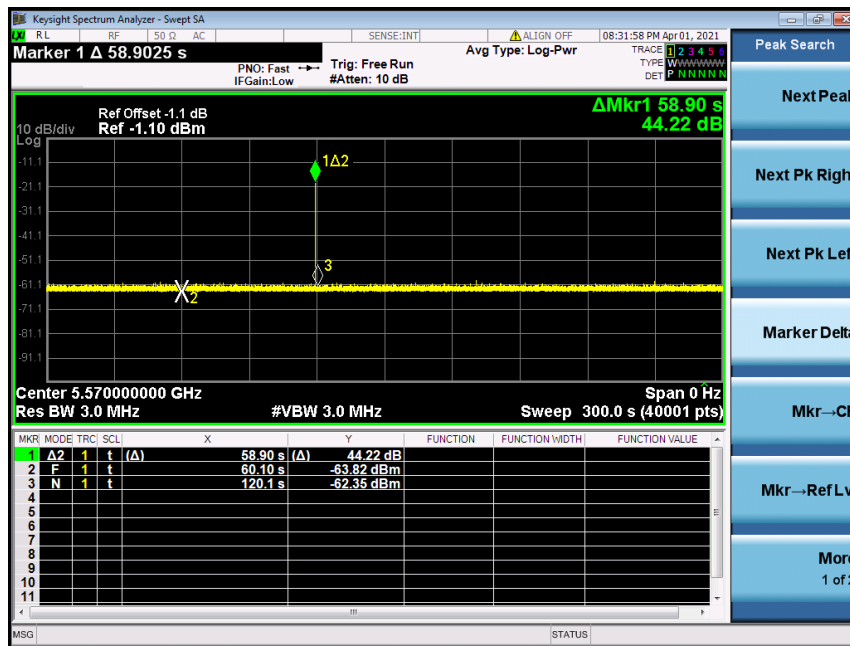 Keysight Spectrum Analyzer - Swept SA
LXI RL RF 50 Ω AC SENSE:INT ALIGN OFF 08:31:58 PM Apr 01, 2021
Marker 1 Δ 58.9025 s
Avg Type: Log-Pwr
TRACE 1 2 3 4 5 6
TYPE WWWWWW
DET P N N N N N
PNO: Fast
IFGain:Low
Trig: Free Run
#Atten: 10 dB
Peak Search
ΔMkr1 58.90 s
44.22 dB
Ref Offset -1.1 dB
10 dB/div Ref -1.10 dBm
Log
-11.1
-21.1
-31.1
-41.1
-51.1
-61.1
-71.1
-81.1
-91.1
1Δ2
3
2
Center 5.570000000 GHz Span 0 Hz
Res BW 3.0 MHz #VBW 3.0 MHz Sweep 300.0 s (40001 pts)
MKR MODE TRC SCL X Y FUNCTION FUNCTION WIDTH FUNCTION VALUE
1 Δ2 1 t (Δ) 58.90 s (Δ) 44.22 dB
2 F 1 t 60.10 s -63.82 dBm
3 N 1 t 120.1 s -62.35 dBm
4
5
6
7
8
9
10
11
MSG STATUS
Next Peak
Next Pk Righ
Next Pk Lef
Marker Delta
Mkr→C
Mkr→Ref Lv
More
1 of